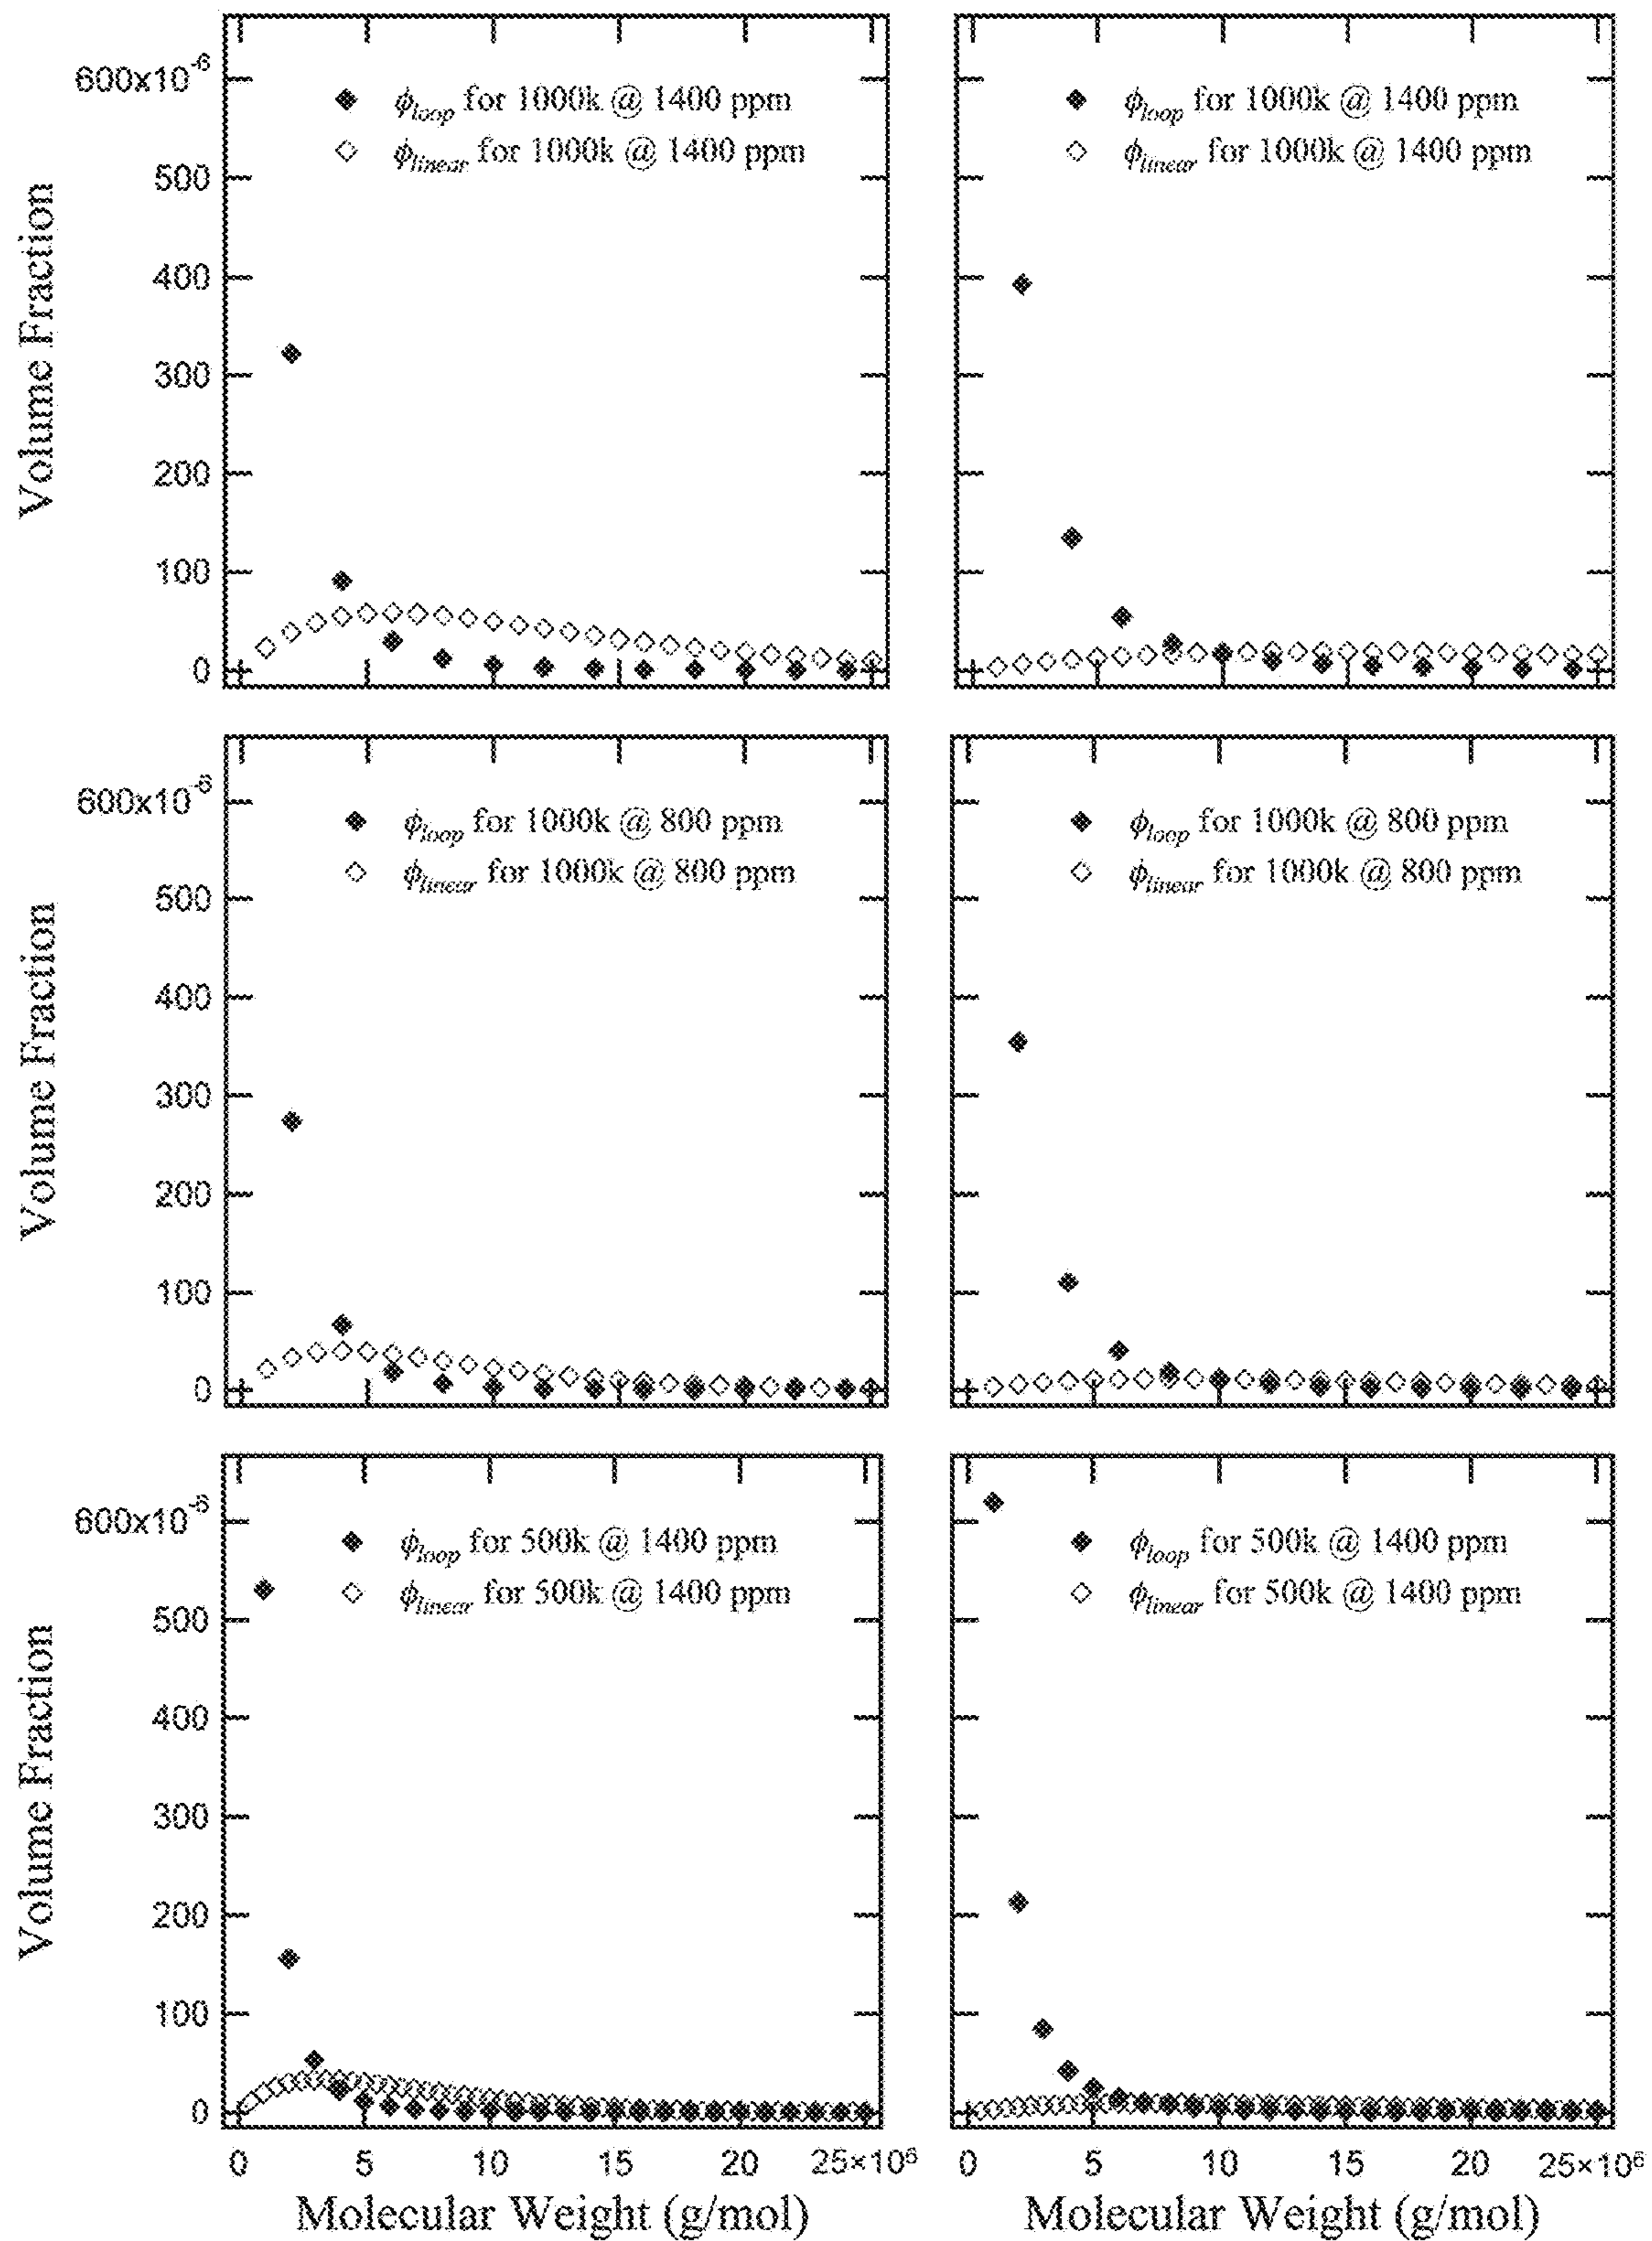 600x10⁻⁶
ϕloop for 1000k @ 1400 ppm
ϕlinear for 1000k @ 1400 ppm
500
400
300
200
100
0
Volume Fraction
ϕloop for 1000k @ 1400 ppm
ϕlinear for 1000k @ 1400 ppm
600x10⁻⁶
ϕloop for 1000k @ 800 ppm
ϕlinear for 1000k @ 800 ppm
500
400
300
200
100
0
Volume Fraction
ϕloop for 1000k @ 800 ppm
ϕlinear for 1000k @ 800 ppm
600x10⁻⁶
ϕloop for 500k @ 1400 ppm
ϕlinear for 500k @ 1400 ppm
500
400
300
200
100
0
Volume Fraction
0 5 10 15 20 25×10⁶
Molecular Weight (g/mol)
ϕloop for 500k @ 1400 ppm
ϕlinear for 500k @ 1400 ppm
0 5 10 15 20 25×10⁶
Molecular Weight (g/mol)